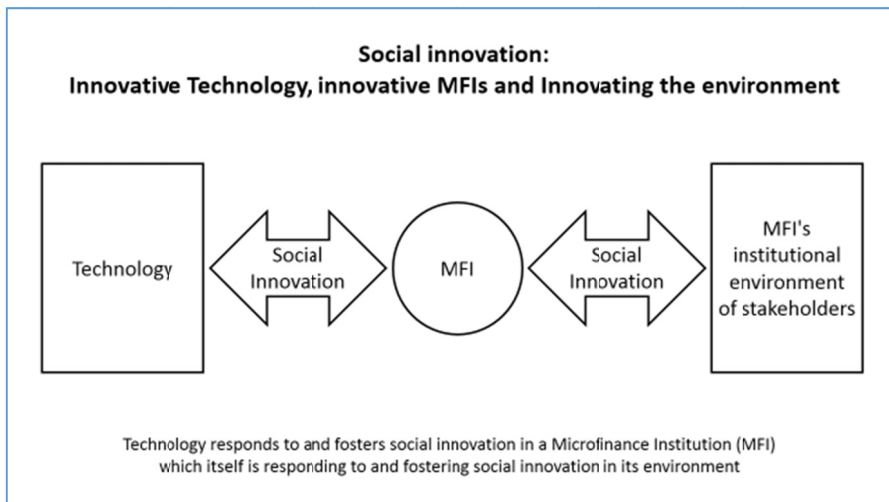 Social innovation:
Innovative Technology, innovative MFIs and Innovating the environment
Technology
Social
Innovation
MFI
Social
Innovation
MFI's
institutional
environment
of stakeholders
Technology responds to and fosters social innovation in a Microfinance Institution (MFI)
which itself is responding to and fostering social innovation in its environment